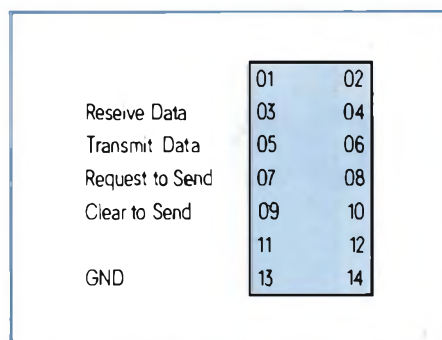 01 02
Reseive Data 03 04
Transmit Data 05 06
Request to Send 07 08
Clear to Send 09 10
11 12
GND 13 14